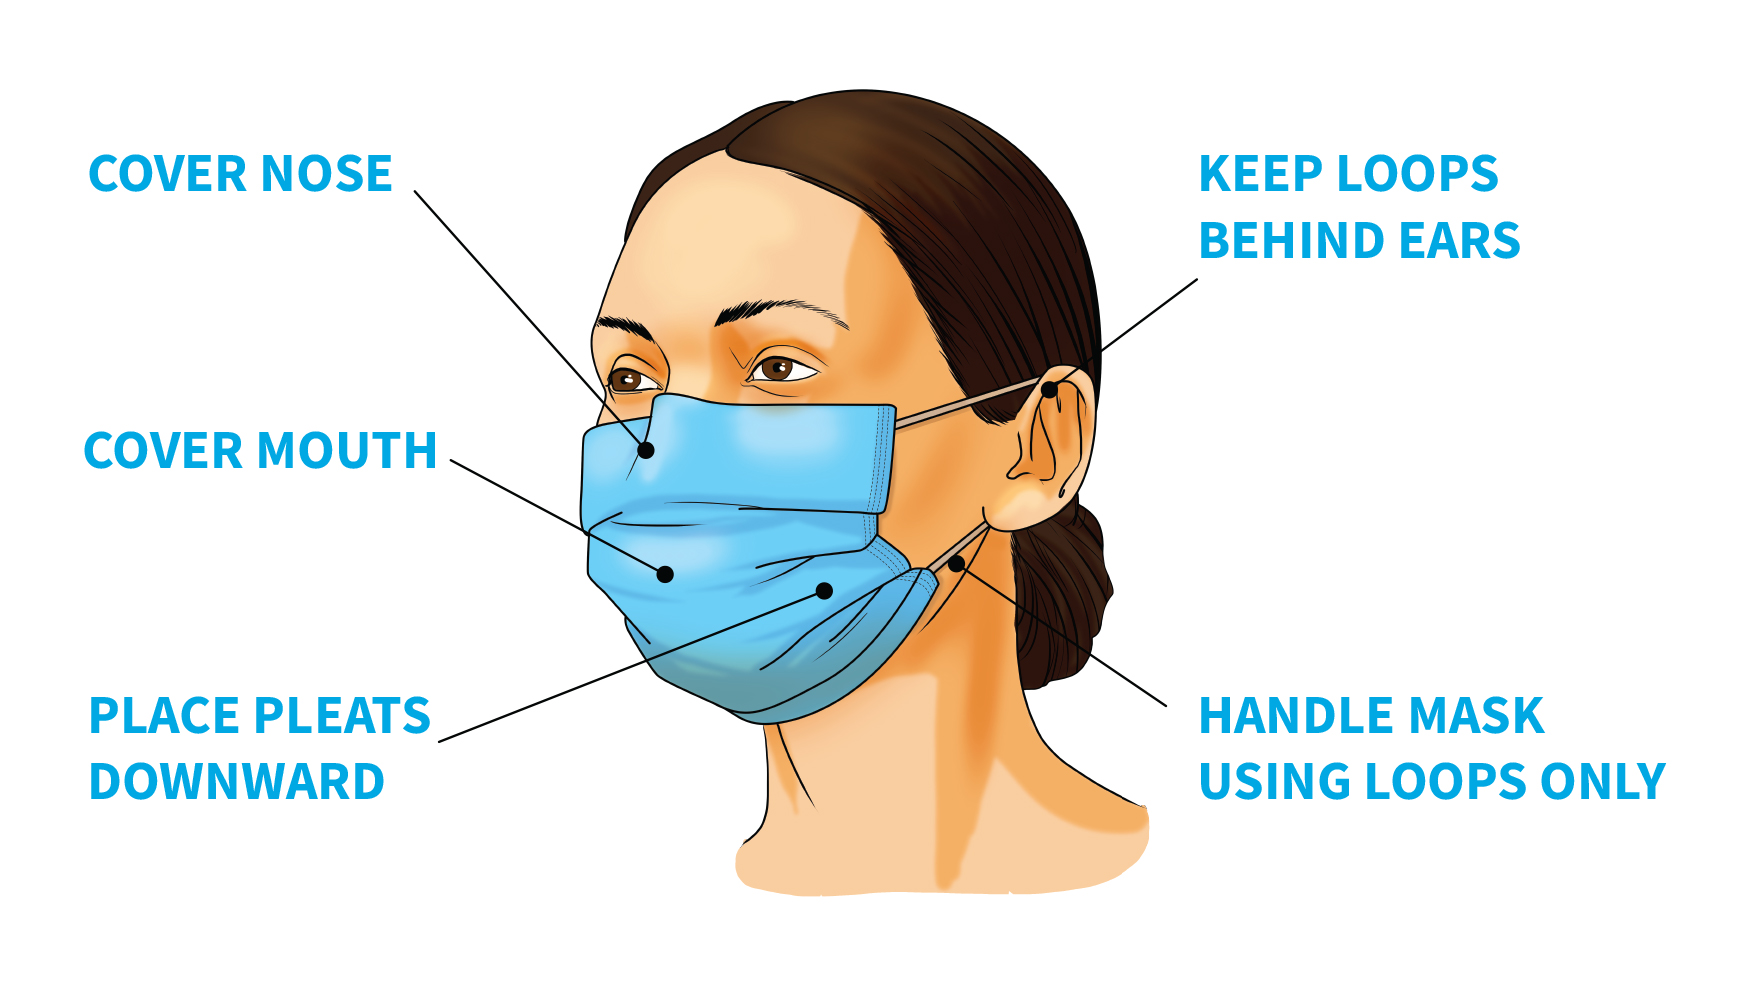 COVER NOSE
COVER MOUTH
PLACE PLEATS
DOWNWARD
KEEP LOOPS
BEHIND EARS
HANDLE MASK
USING LOOPS ONLY